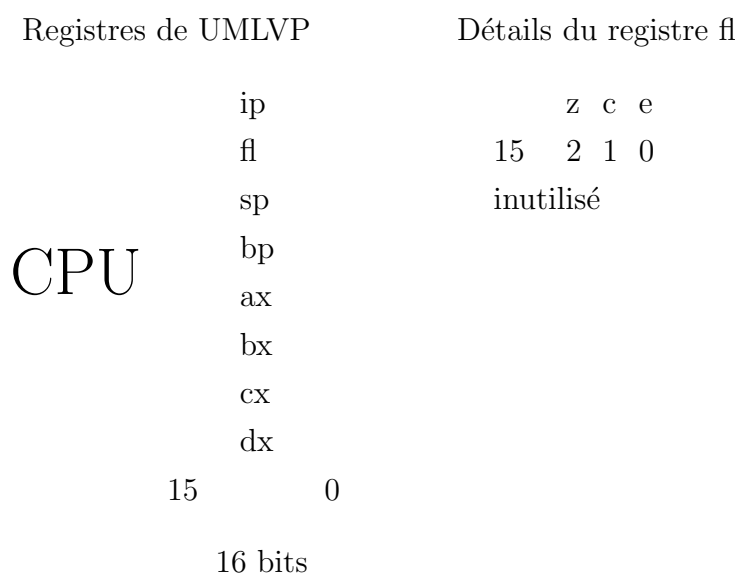 Registres de UMLVP
Détails du registre fl
ip
fl
sp
bp
ax
bx
cx
dx
CPU
15 0
16 bits
z c e
15 2 1 0
inutilisé